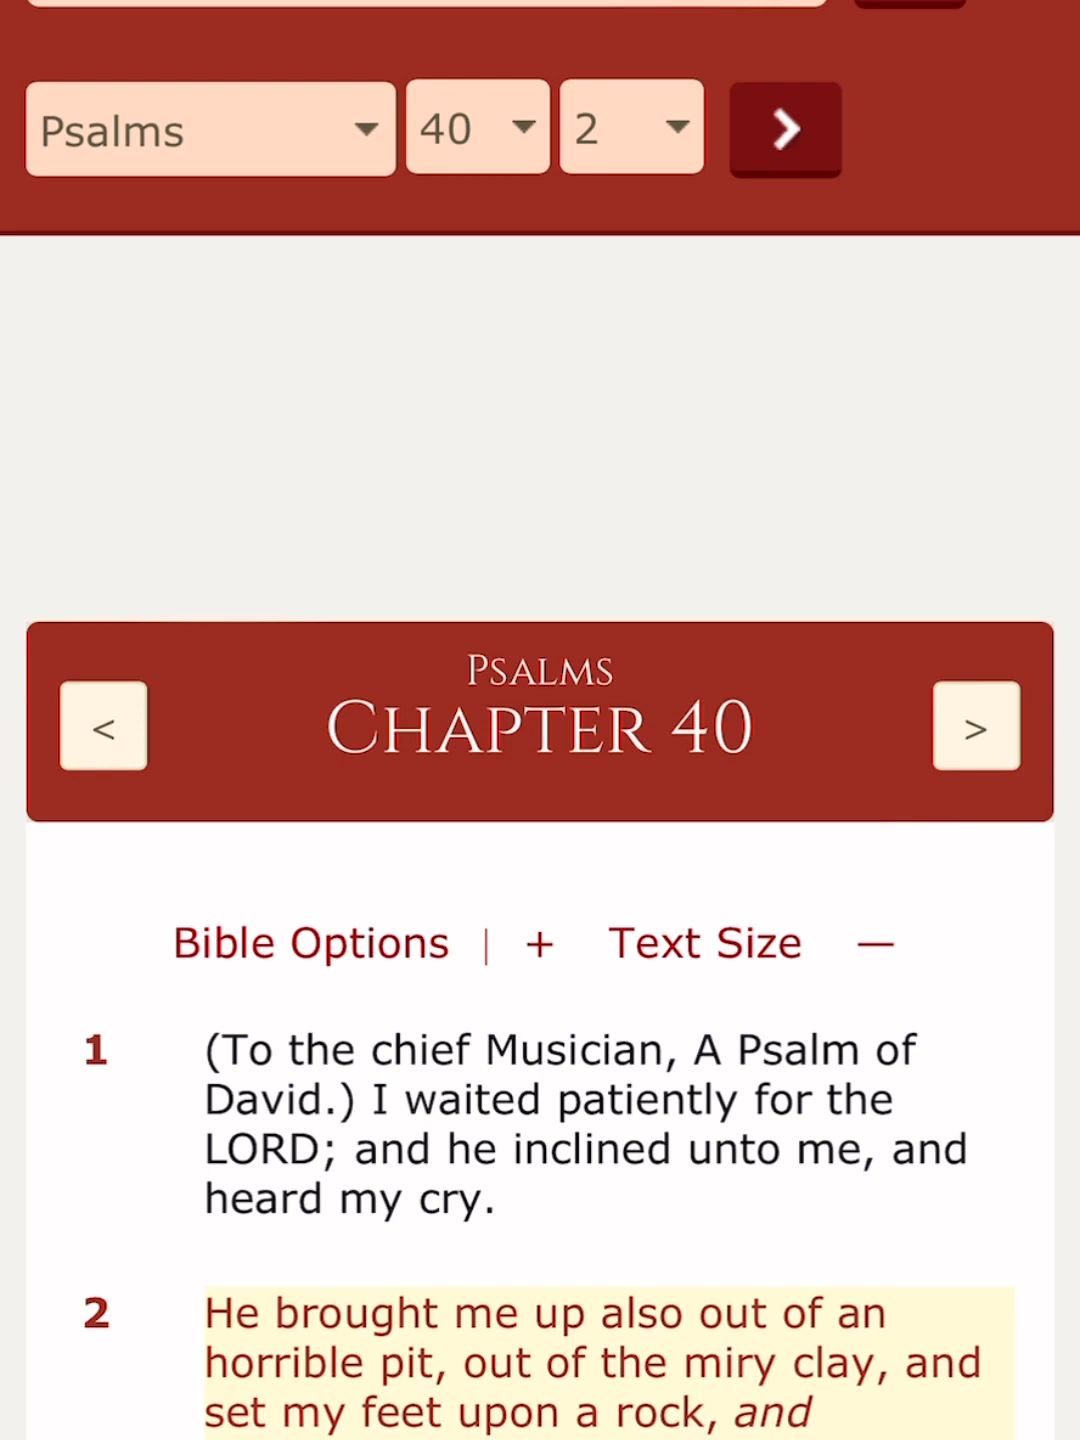 Psalms 40 2
Psalms
Chapter 40
< >
Bible Options | + Text Size —
1 (To the chief Musician, A Psalm of
David.) I waited patiently for the
LORD; and he inclined unto me, and
heard my cry.
2 He brought me up also out of an
horrible pit, out of the miry clay, and
set my feet upon a rock, and